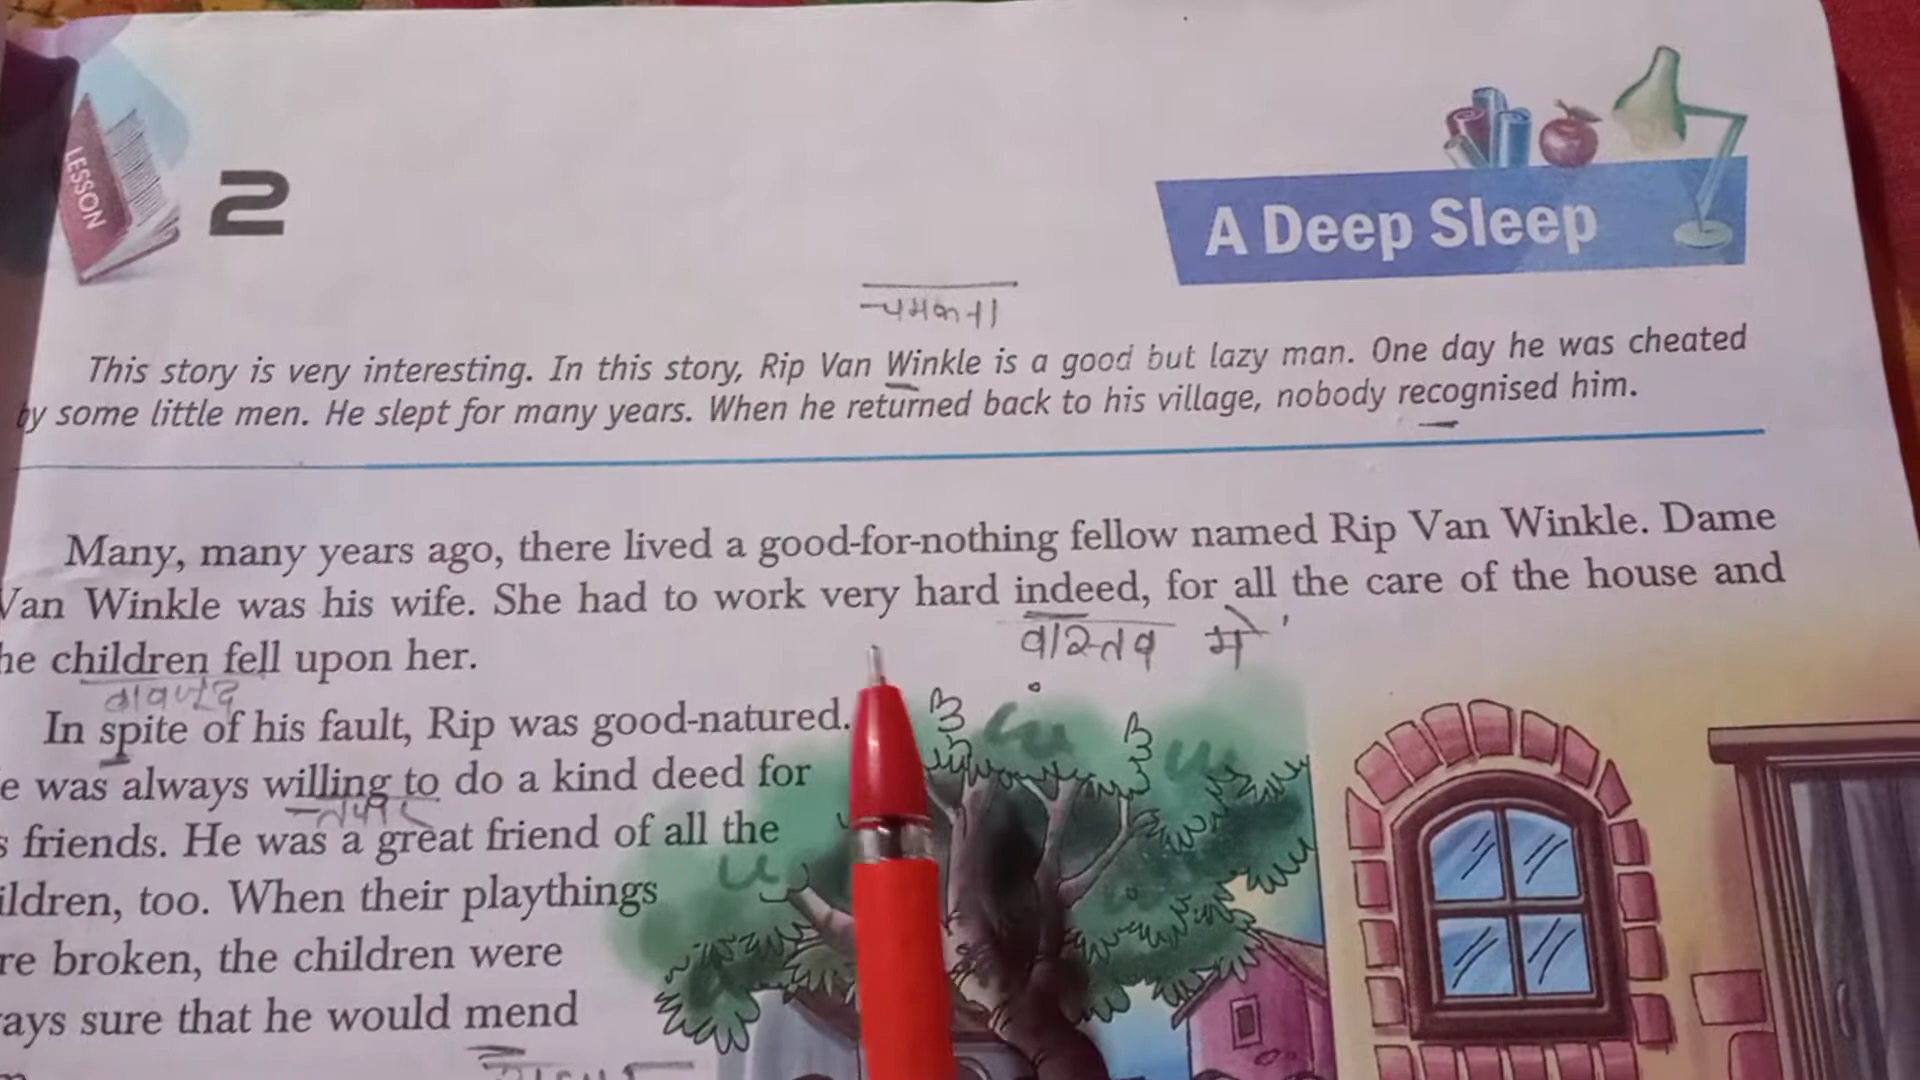 LESSON
2
A Deep Sleep
चमकना
This story is very interesting. In this story, Rip Van Winkle is a good but lazy man. One day he was cheated
by some little men. He slept for many years. When he returned back to his village, nobody recognised him.
Many, many years ago, there lived a good-for-nothing fellow named Rip Van Winkle. Dame
Van Winkle was his wife. She had to work very hard indeed, for all the care of the house and
वास्तव में
he children fell upon her.
बावजूद
In spite of his fault, Rip was good-natured.
e was always willing to do a kind deed for
s friends. He was a great friend of all the
ildren, too. When their playthings
re broken, the children were
ays sure that he would mend